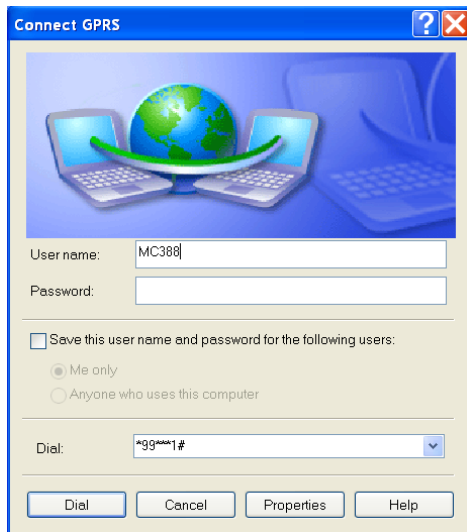 Connect GPRS
User name: MC388
Password:
Save this user name and password for the following users:
Me only
Anyone who uses this computer
Dial: *99***1#
Dial Cancel Properties Help